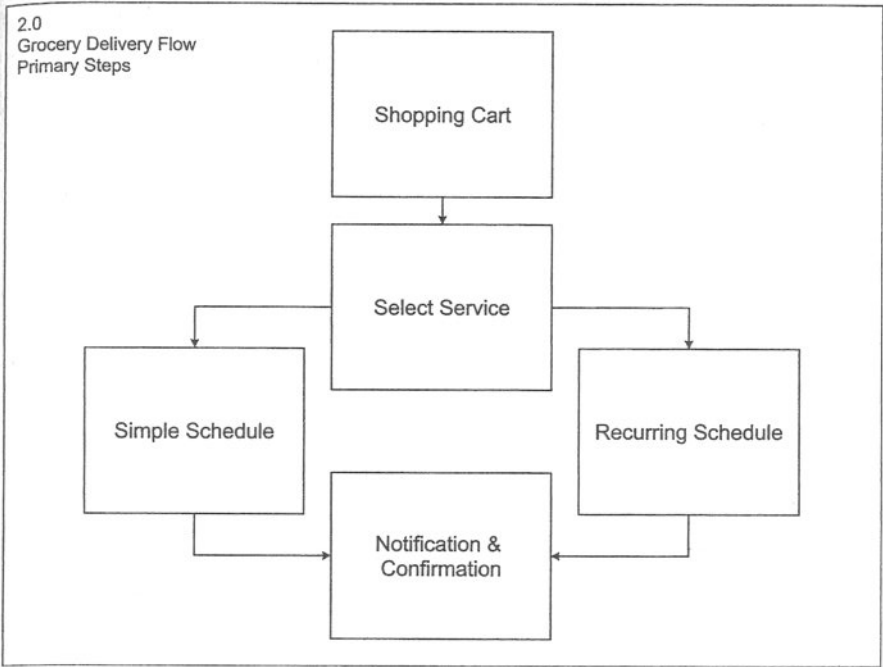 2.0
Grocery Delivery Flow
Primary Steps
Shopping Cart
Select Service
Simple Schedule
Recurring Schedule
Notification &
Confirmation